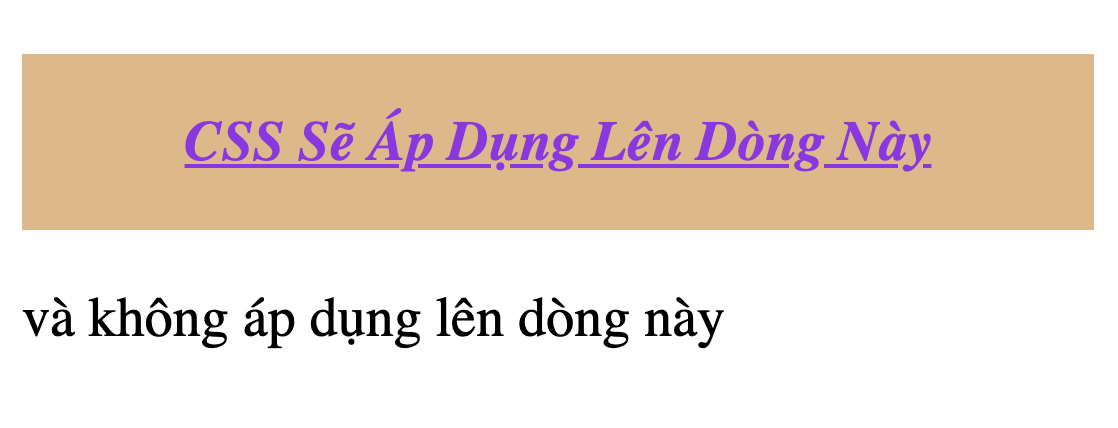 CSS Sẽ Áp Dụng Lên Dòng Này
và không áp dụng lên dòng này